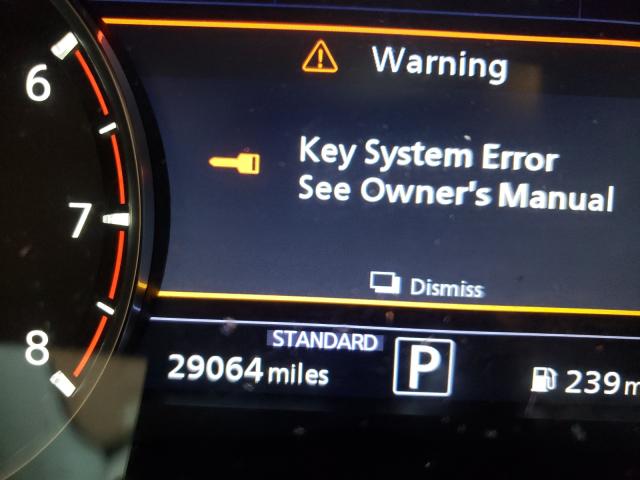 6
Warning
Key System Error
See Owner's Manual
7
Dismiss
8
STANDARD
29064 miles
P
239